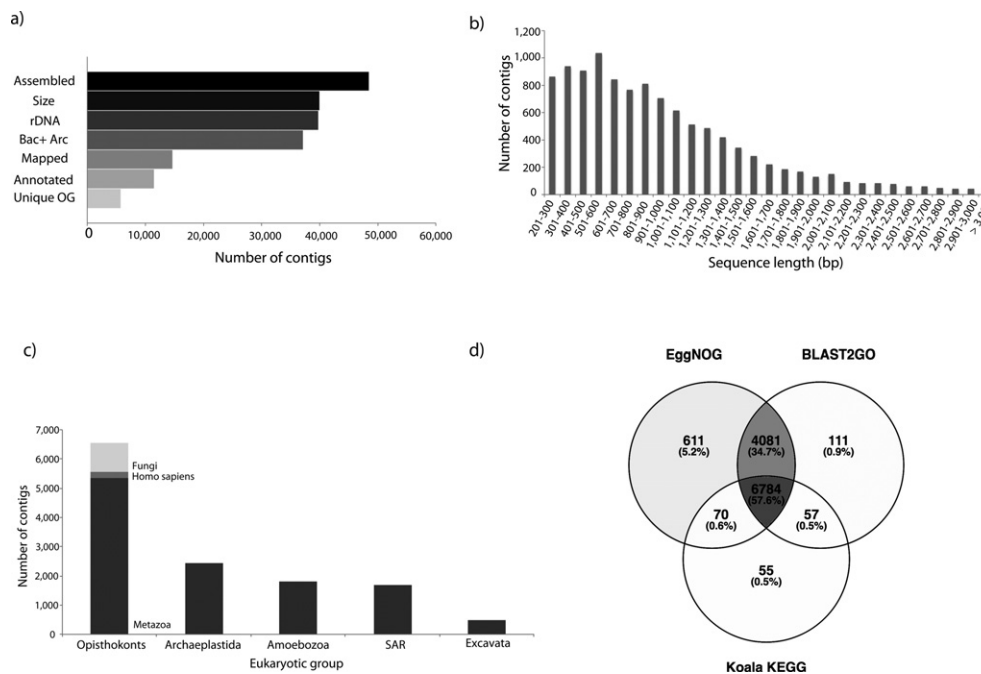 a)
Assembled
Size
rDNA
Bac+ Arc
Mapped
Annotated
Unique OG
0 10,000 20,000 30,000 40,000 50,000 60,000
Number of contigs
b)
1,200
1,000
800
600
400
200
0
Number of contigs
201-300
301-400
401-500
501-600
601-700
701-800
801-900
901-1,000
1,001-1,100
1,101-1,200
1,201-1,300
1,301-1,400
1,401-1,500
1,501-1,600
1,601-1,700
1,701-1,800
1,801-1,900
1,901-2,000
2,001-2,100
2,101-2,200
2,201-2,300
2,301-2,400
2,401-2,500
2,501-2,600
2,601-2,700
2,701-2,800
2,801-2,900
2,901-3,000
Sequence length (bp)
c)
7,000
6,000
5,000
4,000
3,000
2,000
1,000
0
Number of contigs
Fungi
Homo sapiens
Metazoa
Opisthokonts Archaeplastida Amoebozoa SAR Excavata
Eukaryotic group
d)
EggNOG BLAST2GO
611
(5.2%)
4081
(34.7%)
111
(0.9%)
6784
(57.6%)
70
(0.6%)
57
(0.5%)
55
(0.5%)
Koala KEGG